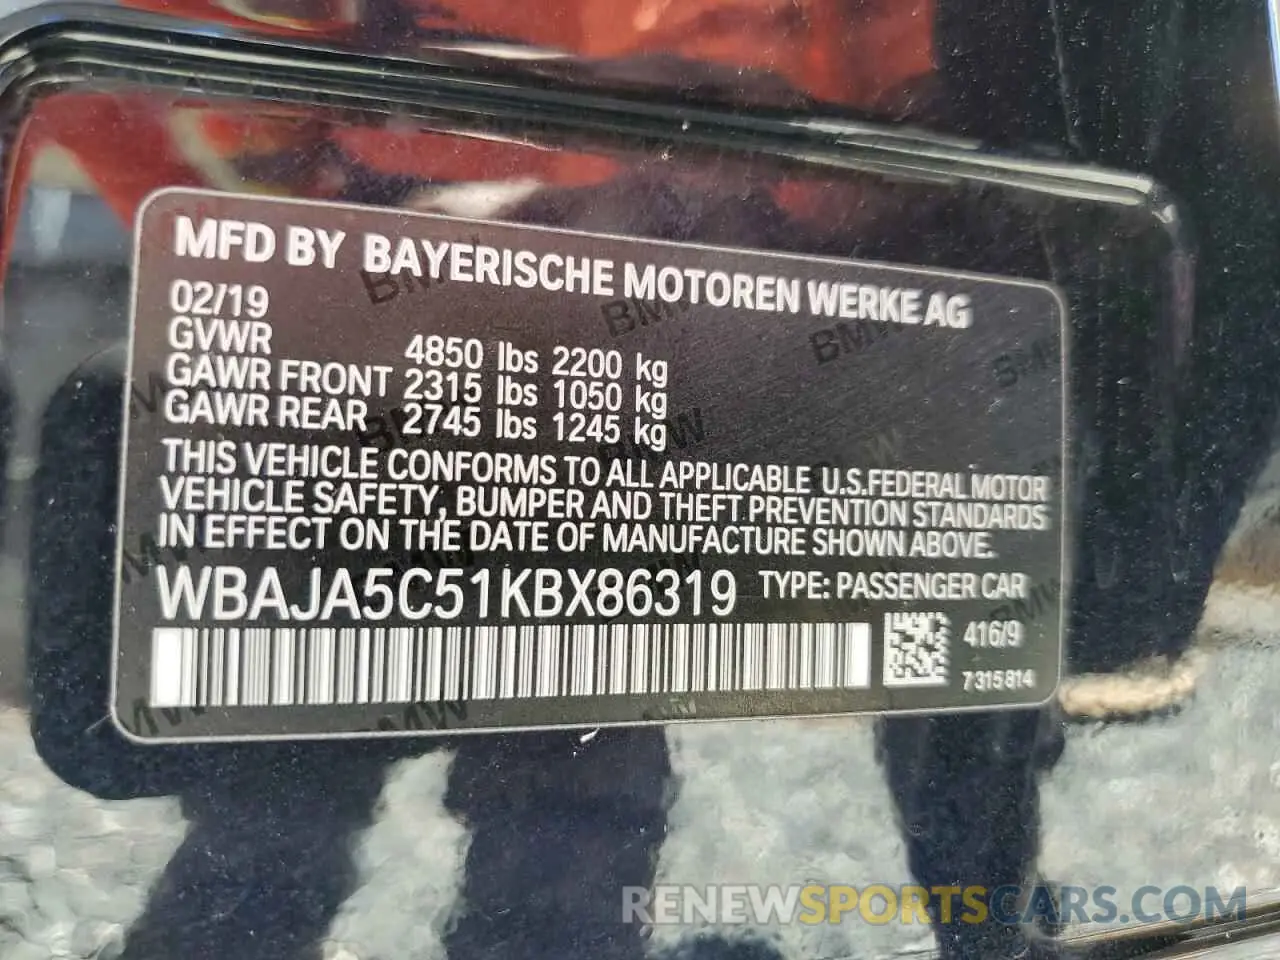 MFD BY BAYERISCHE MOTOREN WERKE AG
02/19
GVWR 4850 lbs 2200 kg
GAWR FRONT 2315 lbs 1050 kg
GAWR REAR 2745 lbs 1245 kg
THIS VEHICLE CONFORMS TO ALL APPLICABLE U.S.FEDERAL MOTOR
VEHICLE SAFETY, BUMPER AND THEFT PREVENTION STANDARDS
IN EFFECT ON THE DATE OF MANUFACTURE SHOWN ABOVE.
WBAJA5C51KBX86319 TYPE: PASSENGER CAR
416/9
7315814
RENEWSPORTSCARS.COM